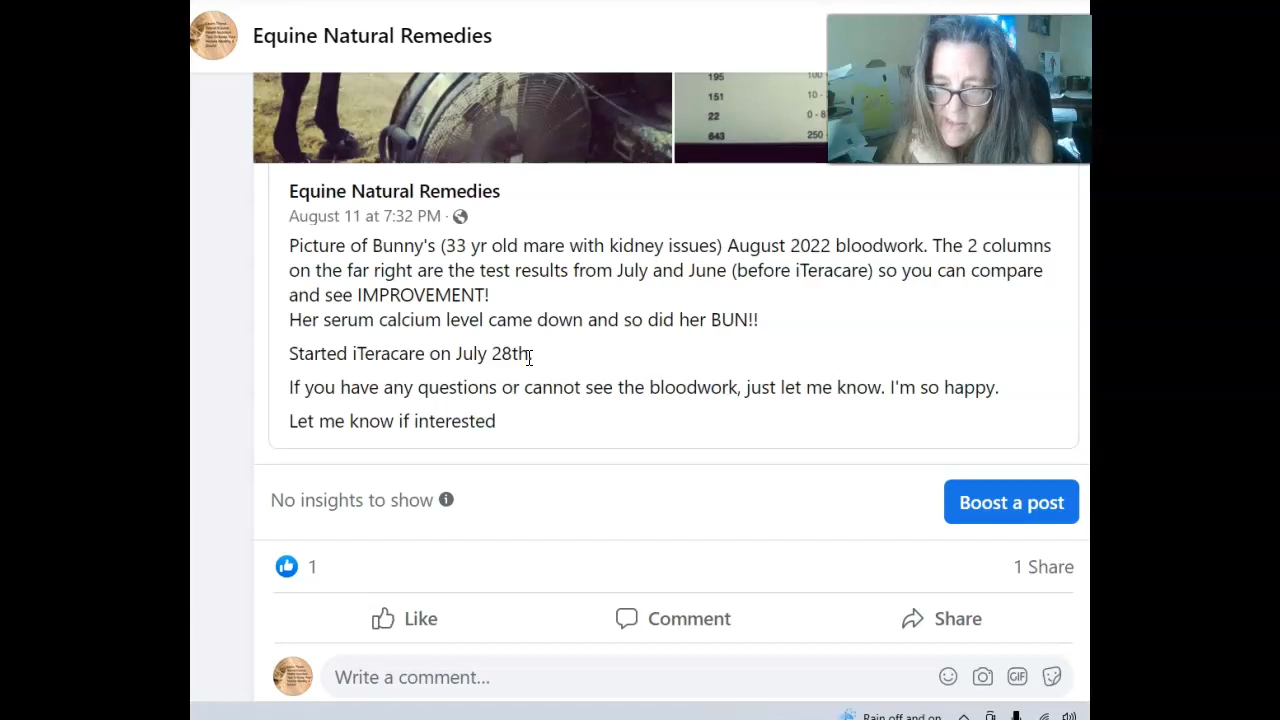 Equine Natural Remedies
195
100
151
10 -
22
0 - 8
643
250
Equine Natural Remedies
August 11 at 7:32 PM ·
Picture of Bunny's (33 yr old mare with kidney issues) August 2022 bloodwork. The 2 columns
on the far right are the test results from July and June (before iTeracare) so you can compare
and see IMPROVEMENT!
Her serum calcium level came down and so did her BUN!!
Started iTeracare on July 28th
If you have any questions or cannot see the bloodwork, just let me know. I'm so happy.
Let me know if interested
No insights to show
Boost a post
1
1 Share
Like
Comment
Share
Write a comment...
GIF
Rain off and on